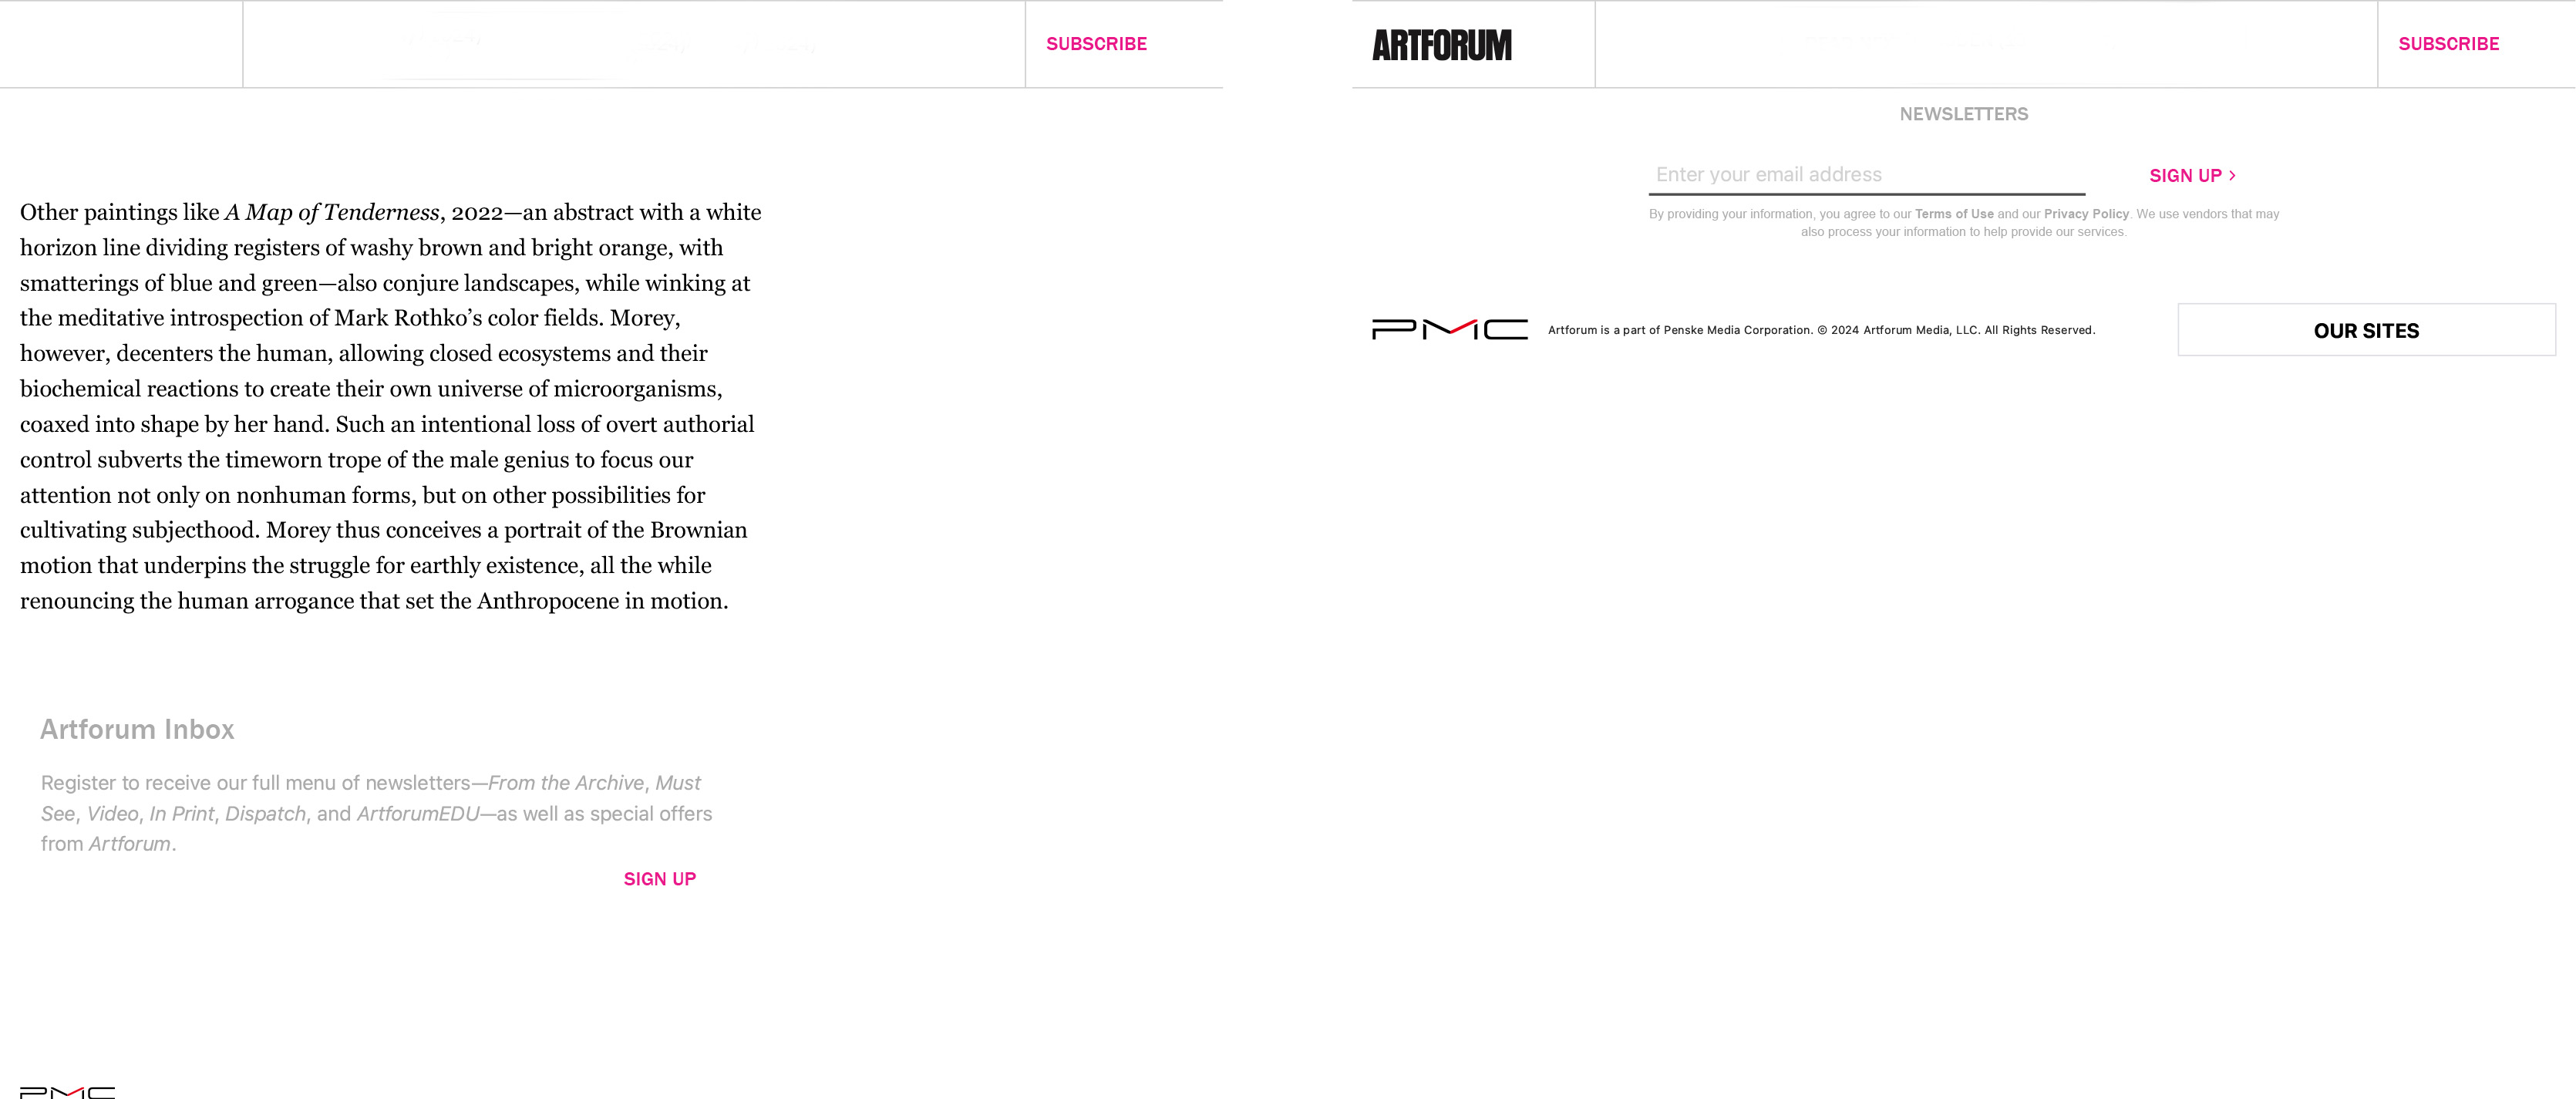 SUBSCRIBE
Other paintings like A Map of Tenderness, 2022—an abstract with a white
horizon line dividing registers of washy brown and bright orange, with
smatterings of blue and green—also conjure landscapes, while winking at
the meditative introspection of Mark Rothko’s color fields. Morey,
however, decenters the human, allowing closed ecosystems and their
biochemical reactions to create their own universe of microorganisms,
coaxed into shape by her hand. Such an intentional loss of overt authorial
control subverts the timeworn trope of the male genius to focus our
attention not only on nonhuman forms, but on other possibilities for
cultivating subjecthood. Morey thus conceives a portrait of the Brownian
motion that underpins the struggle for earthly existence, all the while
renouncing the human arrogance that set the Anthropocene in motion.
Artforum Inbox
Register to receive our full menu of newsletters—From the Archive, Must
See, Video, In Print, Dispatch, and ArtforumEDU—as well as special offers
from Artforum.
SIGN UP
PMC
ARTFORUM
SUBSCRIBE
NEWSLETTERS
Enter your email address
SIGN UP >
By providing your information, you agree to our Terms of Use and our Privacy Policy. We use vendors that may
also process your information to help provide our services.
PMC
Artforum is a part of Penske Media Corporation. © 2024 Artforum Media, LLC. All Rights Reserved.
OUR SITES